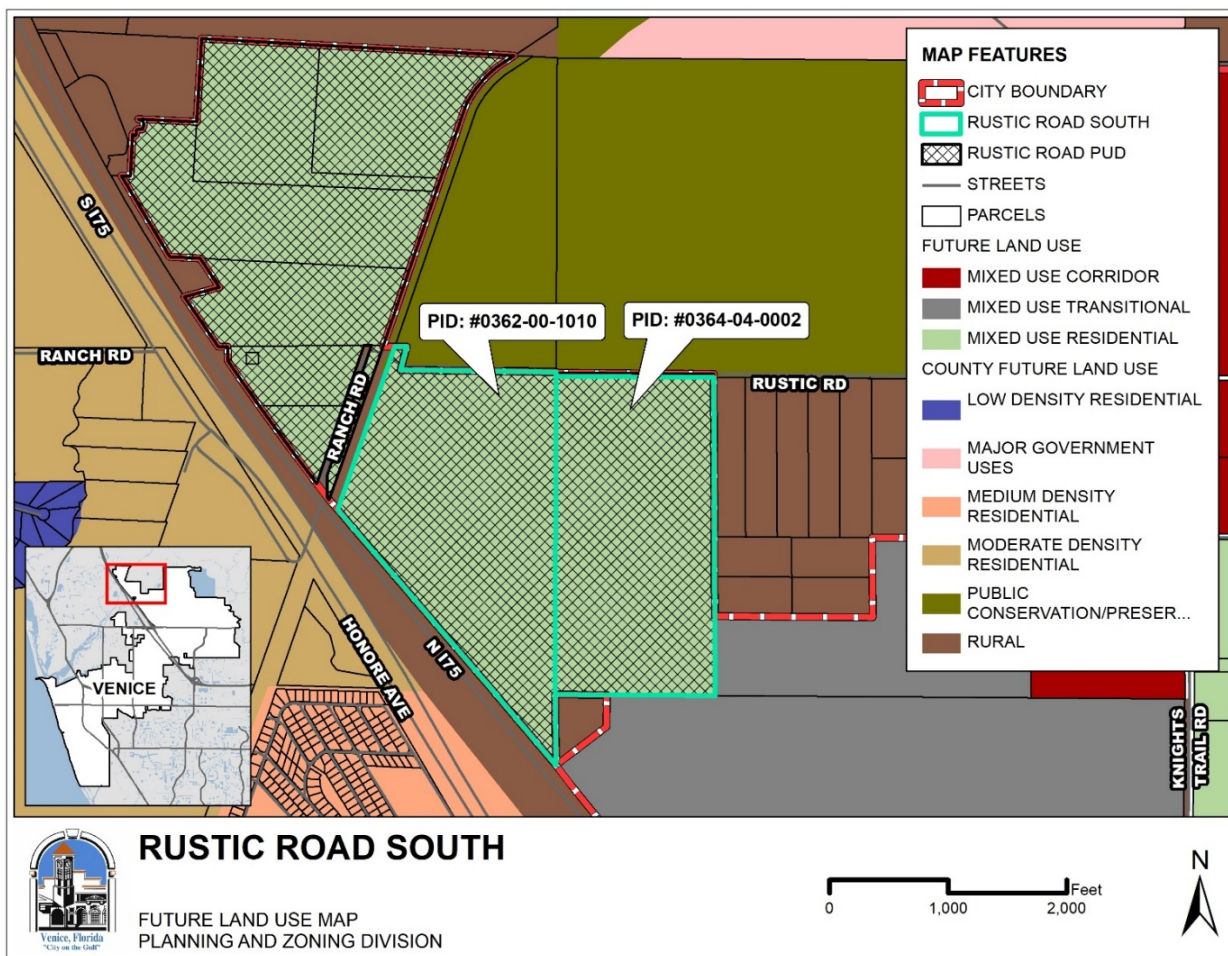 MAP FEATURES
CITY BOUNDARY
RUSTIC ROAD SOUTH
RUSTIC ROAD PUD
STREETS
PARCELS
FUTURE LAND USE
MIXED USE CORRIDOR
MIXED USE TRANSITIONAL
MIXED USE RESIDENTIAL
COUNTY FUTURE LAND USE
LOW DENSITY RESIDENTIAL
MAJOR GOVERNMENT
USES
MEDIUM DENSITY
RESIDENTIAL
MODERATE DENSITY
RESIDENTIAL
PUBLIC
CONSERVATION/PRESER...
RURAL
S I75
PID: #0362-00-1010
PID: #0364-04-0002
RANCH RD
RANCH RD
RUSTIC RD
HONORE AVE
N I75
VENICE
KNIGHTS
TRAIL RD
RUSTIC ROAD SOUTH
FUTURE LAND USE MAP
PLANNING AND ZONING DIVISION
Venice, Florida
"City on the Gulf"
Feet
0 1,000 2,000
N